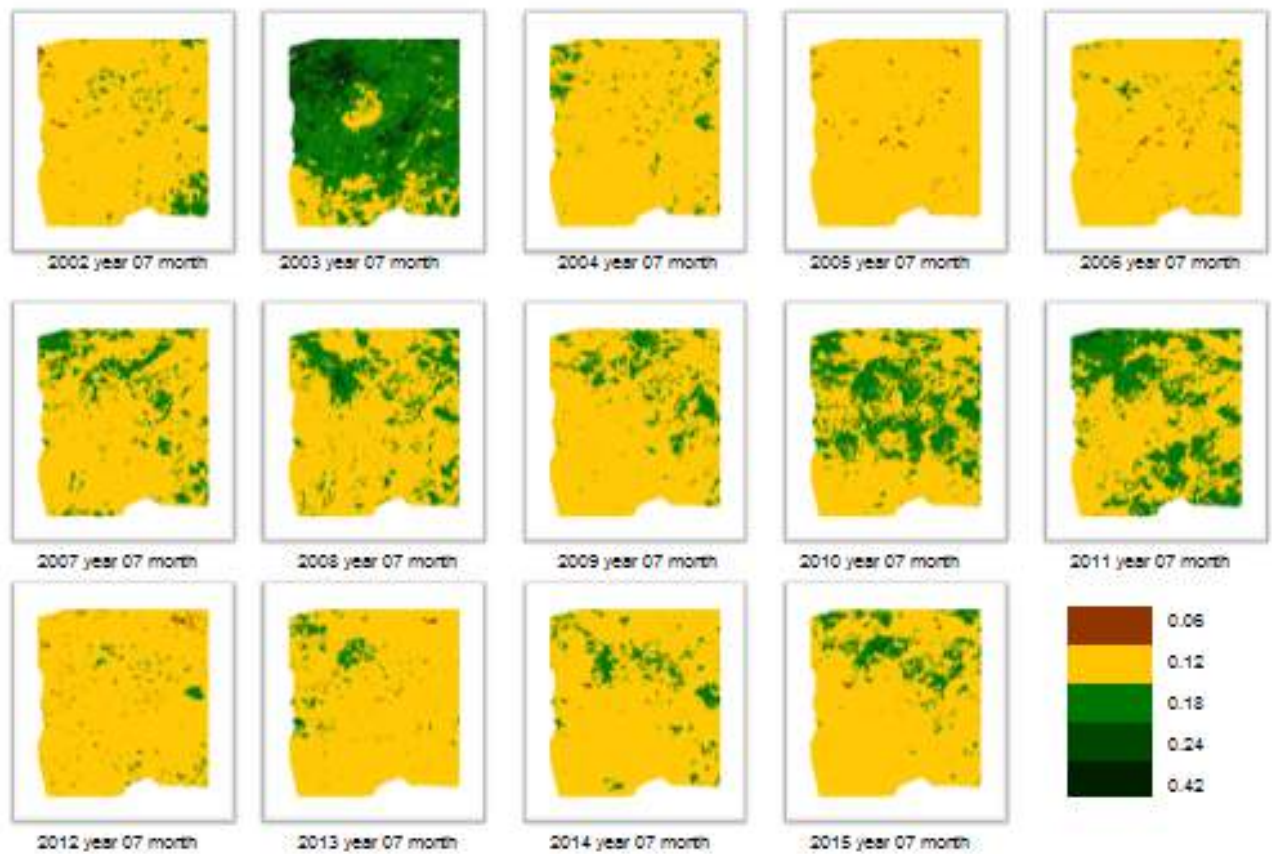 2002 year 07 month
2003 year 07 month
2004 year 07 month
2005 year 07 month
2006 year 07 month
2007 year 07 month
2008 year 07 month
2009 year 07 month
2010 year 07 month
2011 year 07 month
2012 year 07 month
2013 year 07 month
2014 year 07 month
2015 year 07 month
0.06
0.12
0.18
0.24
0.42